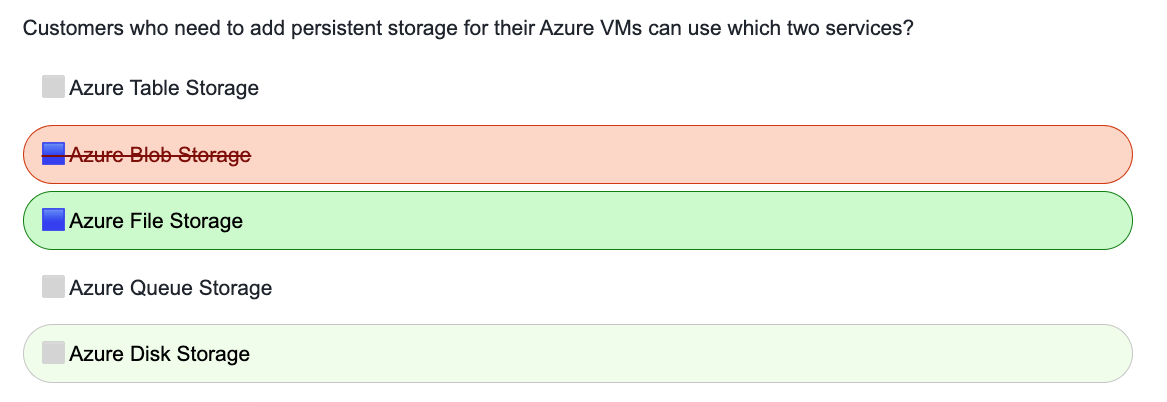 Customers who need to add persistent storage for their Azure VMs can use which two services?
Azure Table Storage
Azure Blob Storage
Azure File Storage
Azure Queue Storage
Azure Disk Storage